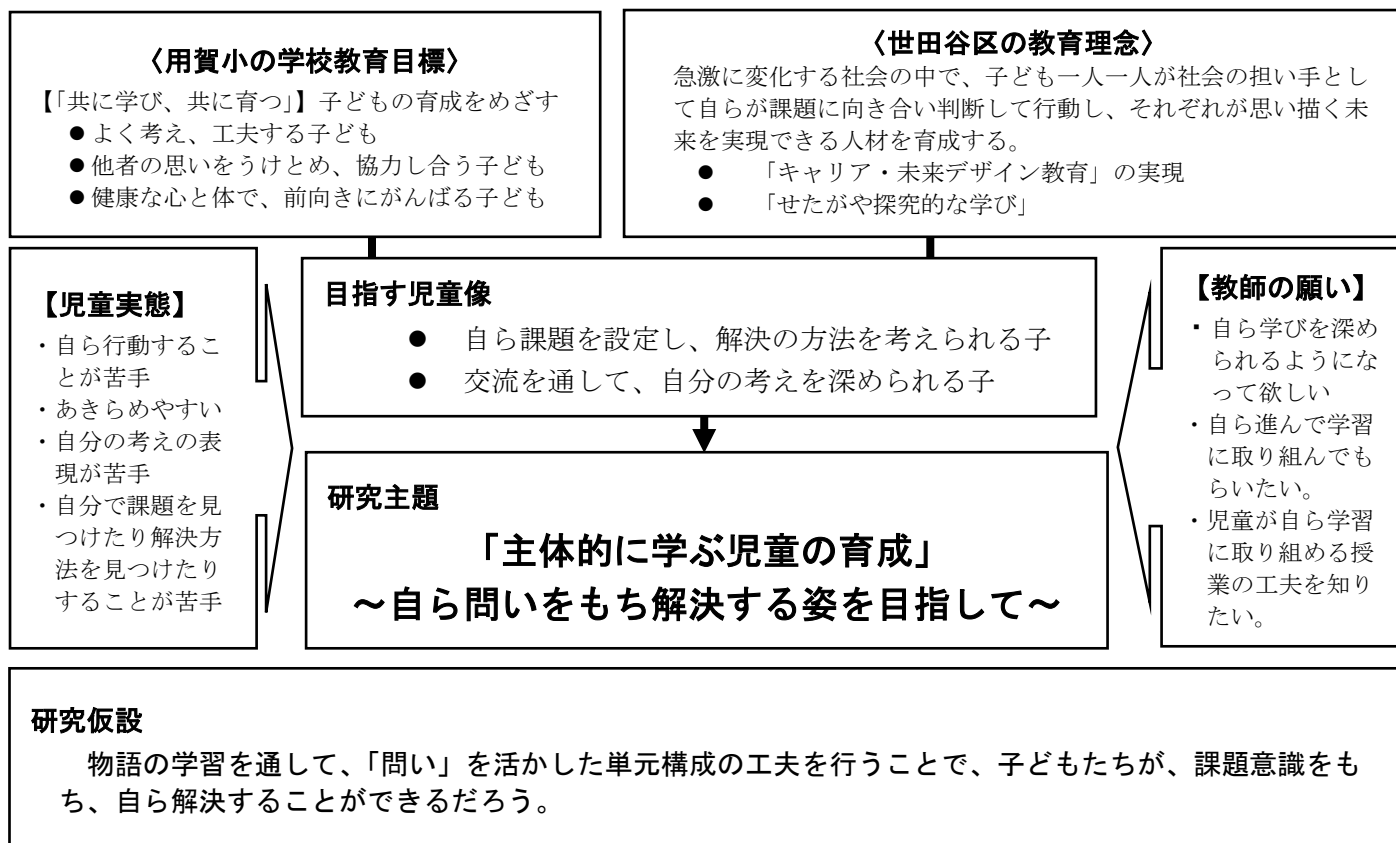 〈用賀小の学校教育目標〉
【「共に学び、共に育つ」】子どもの育成をめざす
●よく考え、工夫する子ども
●他者の思いをうけとめ、協力し合う子ども
●健康な心と体で、前向きにがんばる子ども
〈世田谷区の教育理念〉
急激に変化する社会の中で、子ども一人一人が社会の担い手とし
て自らが課題に向き合い判断して行動し、それぞれが思い描く未
来を実現できる人材を育成する。
● 「キャリア・未来デザイン教育」の実現
● 「せたがや探究的な学び」
【児童実態】
・自ら行動するこ
とが苦手
・あきらめやすい
・自分の考えの表
現が苦手
・自分で課題を見
つけたり解決方
法を見つけたり
することが苦手
目指す児童像
● 自ら課題を設定し、解決の方法を考えられる子
● 交流を通して、自分の考えを深められる子
【教師の願い】
・自ら学びを深め
られるようにな
って欲しい
・自ら進んで学習
に取り組んでも
らいたい。
・児童が自ら学習
に取り組める授
業の工夫を知り
たい。
研究主題
「主体的に学ぶ児童の育成」
～自ら問いをもち解決する姿を目指して～
研究仮設
物語の学習を通して、「問い」を活かした単元構成の工夫を行うことで、子どもたちが、課題意識をも
ち、自ら解決することができるだろう。